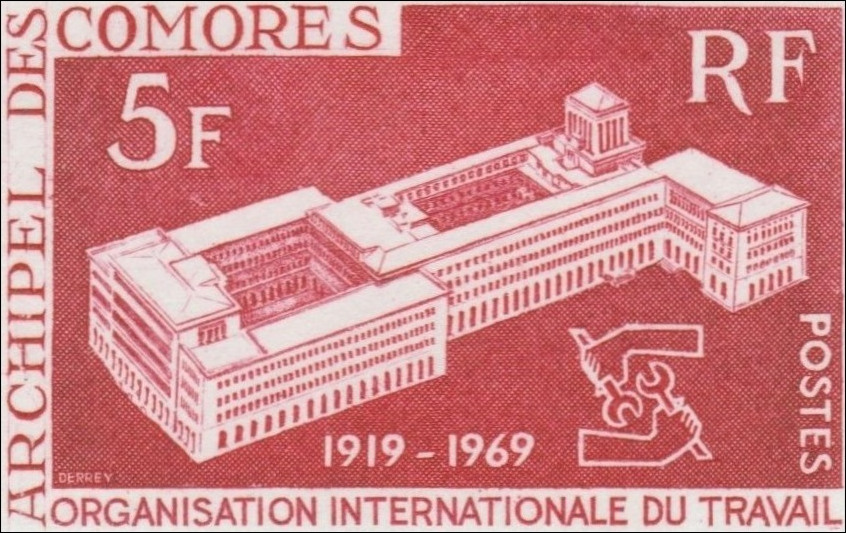 ARCHIPEL DES
COMORES
5F
RF
POSTES
1919 - 1969
DERREY
ORGANISATION INTERNATIONALE DU TRAVAIL